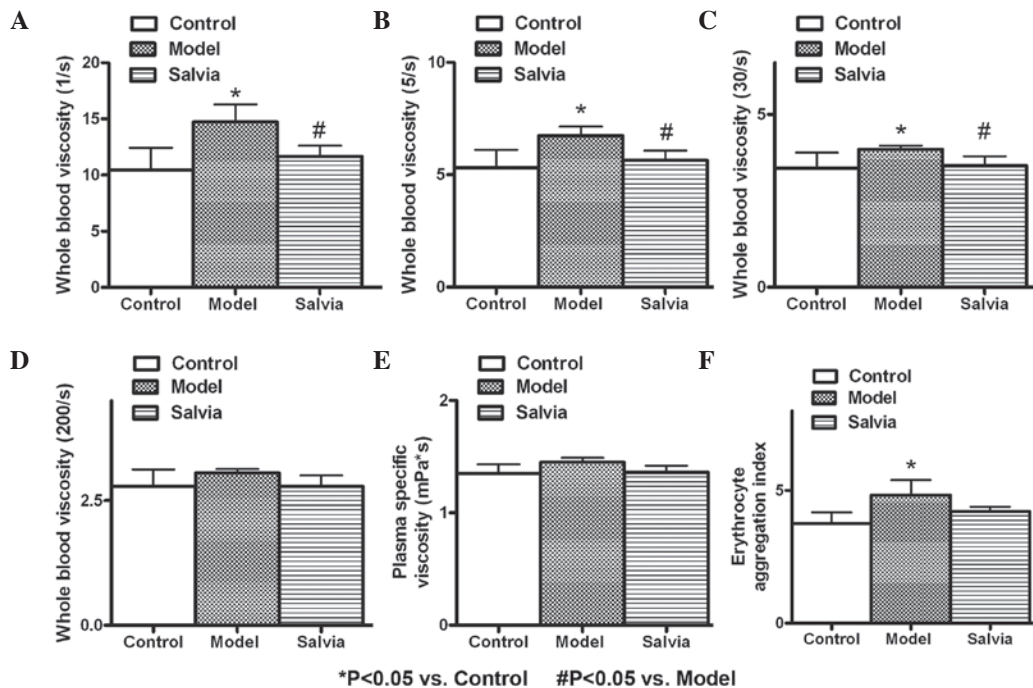 A
Control
Model
Salvia
Whole blood viscosity (1/s)
20
15
10
5
0
*
#
Control Model Salvia
B
Control
Model
Salvia
Whole blood viscosity (5/s)
10
5
0
*
#
Control Model Salvia
C
Control
Model
Salvia
Whole blood viscosity (30/s)
5
0
*
#
Control Model Salvia
D
Control
Model
Salvia
Whole blood viscosity (200/s)
2.5
0.0
Control Model Salvia
E
Control
Model
Salvia
Plasma specific
viscosity (mPa*s)
2
1
0
Control Model Salvia
F
Control
Model
Salvia
Erythrocyte
aggregation index
5
0
*
Control Model Salvia
*P<0.05 vs. Control #P<0.05 vs. Model